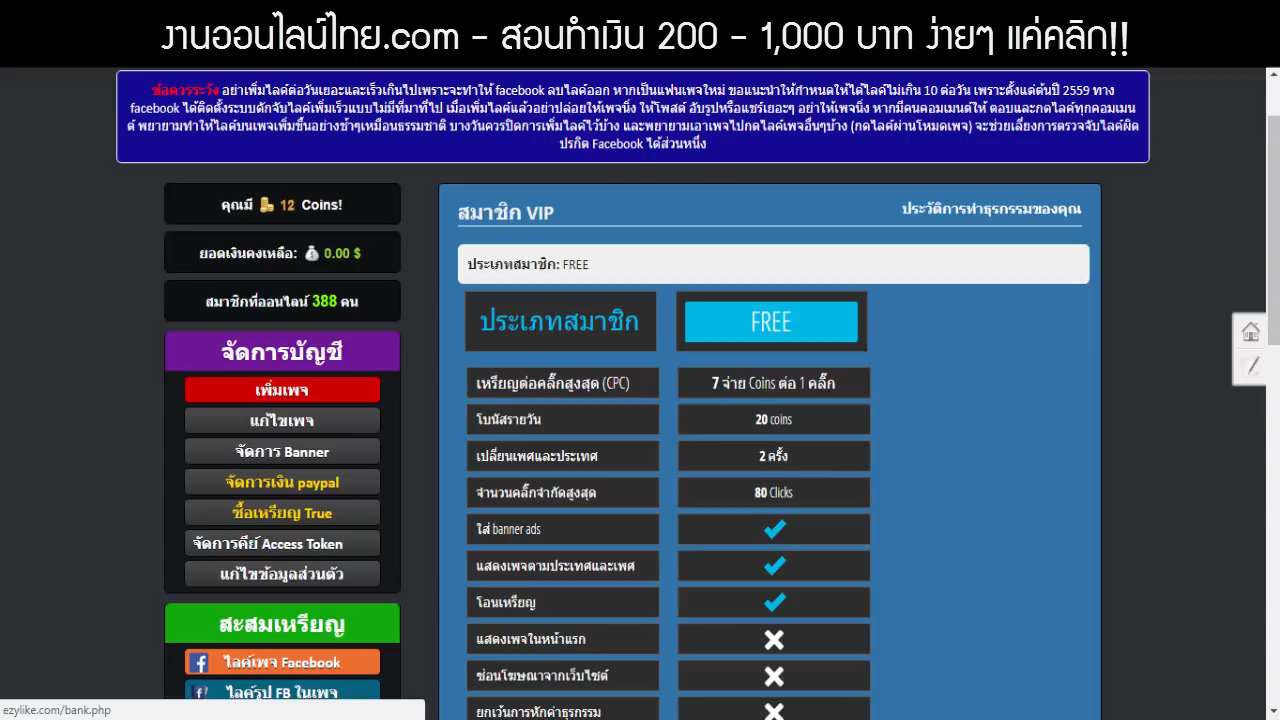 งานออนไลน์ไทย.com - สอนทำเงิน 200 - 1,000 บาท ง่ายๆ แค่คลิก!!
ข้อควรระวัง อย่าเพิ่มไลค์ต่อวันเยอะและเร็วเกินไปเพราะจะทำให้ facebook ลบไลค์ออก หากเป็นแฟนเพจใหม่ ขอแนะนำให้กำหนดให้ได้ไลค์ไม่เกิน 10 ต่อวัน เพราะตั้งแต่ต้นปี 2559 ทาง
facebook ได้ติดตั้งระบบดักจับไลค์เพิ่มเร็วแบบไม่มีที่มาที่ไป เมื่อเพิ่มไลค์แล้วอย่าปล่อยให้เพจนิ่ง ให้โพสต์ อับรูปหรือแชร์เยอะๆ อย่าให้เพจนิ่ง หากมีคนคอมเมนต์ให้ ตอบและกดไลค์ทุกคอมเมน
ต์ พยายามทำให้ไลค์บนเพจเพิ่มขึ้นอย่างช้าๆเหมือนธรรมชาติ บางวันควรปิดการเพิ่มไลค์ไว้บ้าง และพยายามเอาเพจไปกดไลค์เพจอื่นๆบ้าง (กดไลค์ผ่านโหมดเพจ) จะช่วยเลี่ยงการตรวจจับไลค์ผิด
ปรกิต Facebook ได้ส่วนหนึ่ง
คุณมี 12 Coins!
ยอดเงินคงเหลือ: 0.00 $
สมาชิกที่ออนไลน์ 388 คน
จัดการบัญชี
เพิ่มเพจ
แก้ไขเพจ
จัดการ Banner
จัดการเงิน paypal
ซื้อเหรียญ True
จัดการคีย์ Access Token
แก้ไขข้อมูลส่วนตัว
สะสมเหรียญ
ไลค์เพจ Facebook
ไลค์รูป FB ในเพจ
สมาชิก VIP
ประวัติการทำธุรกรรมของคุณ
ประเภทสมาชิก: FREE
ประเภทสมาชิก FREE
เหรียญต่อคลิ๊กสูงสุด (CPC) 7 จ่าย Coins ต่อ 1 คลิ๊ก
โบนัสรายวัน 20 coins
เปลี่ยนเพศและประเทศ 2 ครั้ง
จำนวนคลิ๊กจำกัดสูงสุด 80 Clicks
ใส่ banner ads
แสดงเพจตามประเทศและเพศ
โอนเหรียญ
แสดงเพจในหน้าแรก
ซ่อนโฆษณาจากเว็บไซต์
ยกเว้นการหักค่าธุรกรรม
ezylike.com/bank.php